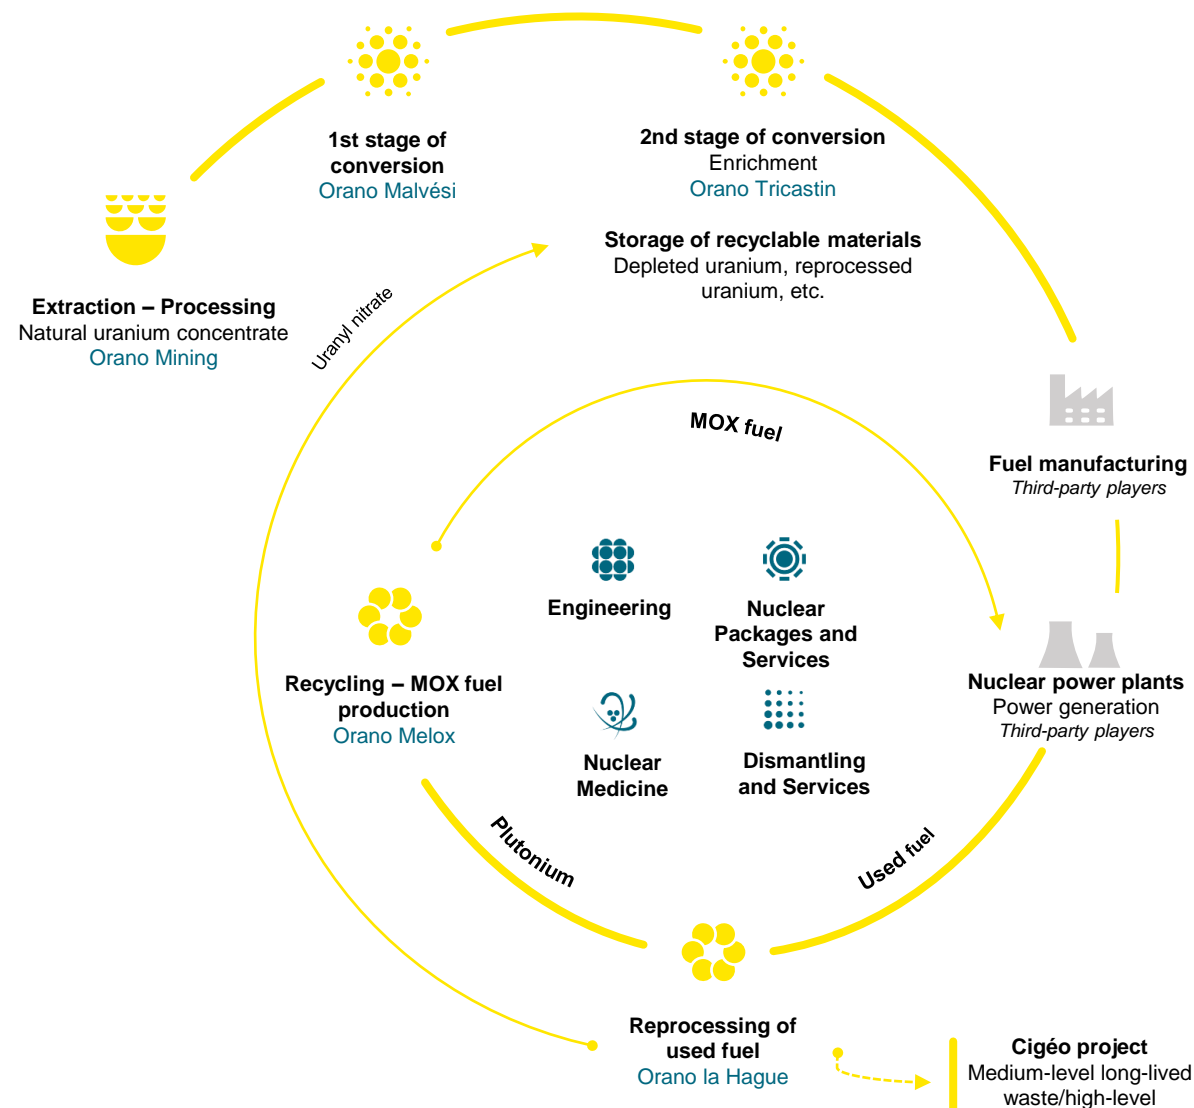 1st stage of
conversion
Orano Malvési
2nd stage of conversion
Enrichment
Orano Tricastin
Storage of recyclable materials
Depleted uranium, reprocessed
uranium, etc.
Extraction – Processing
Natural uranium concentrate
Orano Mining
Uranyl nitrate
MOX fuel
Fuel manufacturing
Third-party players
Engineering
Nuclear
Packages and
Services
Recycling – MOX fuel
production
Orano Melox
Nuclear power plants
Power generation
Third-party players
Nuclear
Medicine
Dismantling
and Services
Plutonium
Used fuel
Reprocessing of
used fuel
Orano la Hague
Cigéo project
Medium-level long-lived
waste/high-level